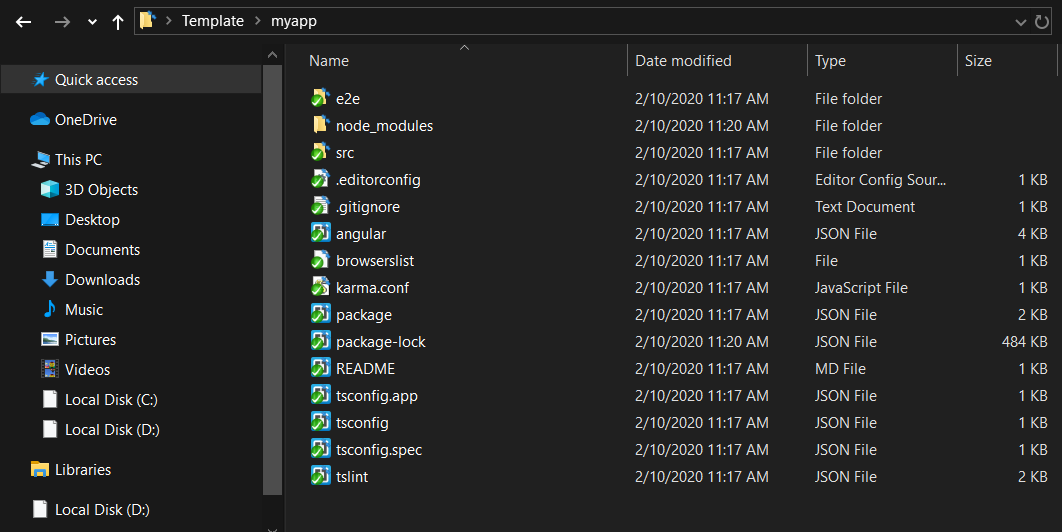 Template > myapp
Name Date modified Type Size
Quick access
OneDrive
This PC
3D Objects
Desktop
Documents
Downloads
Music
Pictures
Videos
Local Disk (C:)
Local Disk (D:)
Libraries
Local Disk (D:)
e2e 2/10/2020 11:17 AM File folder
node_modules 2/10/2020 11:20 AM File folder
src 2/10/2020 11:17 AM File folder
.editorconfig 2/10/2020 11:17 AM Editor Config Sour... 1 KB
.gitignore 2/10/2020 11:17 AM Text Document 1 KB
angular 2/10/2020 11:17 AM JSON File 4 KB
browserslist 2/10/2020 11:17 AM File 1 KB
karma.conf 2/10/2020 11:17 AM JavaScript File 1 KB
package 2/10/2020 11:17 AM JSON File 2 KB
package-lock 2/10/2020 11:20 AM JSON File 484 KB
README 2/10/2020 11:17 AM MD File 1 KB
tsconfig.app 2/10/2020 11:17 AM JSON File 1 KB
tsconfig 2/10/2020 11:17 AM JSON File 1 KB
tsconfig.spec 2/10/2020 11:17 AM JSON File 1 KB
tslint 2/10/2020 11:17 AM JSON File 2 KB